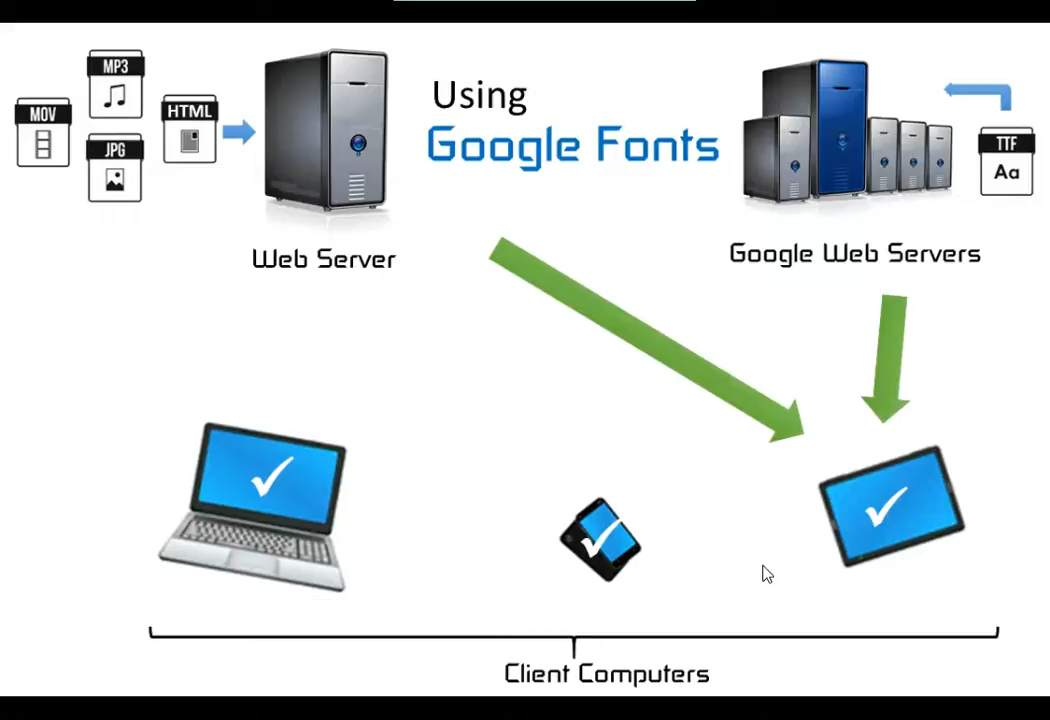 MP3
MOV
HTML
JPG
Using
Google Fonts
TTF
Aa
Web Server
Google Web Servers
Client Computers